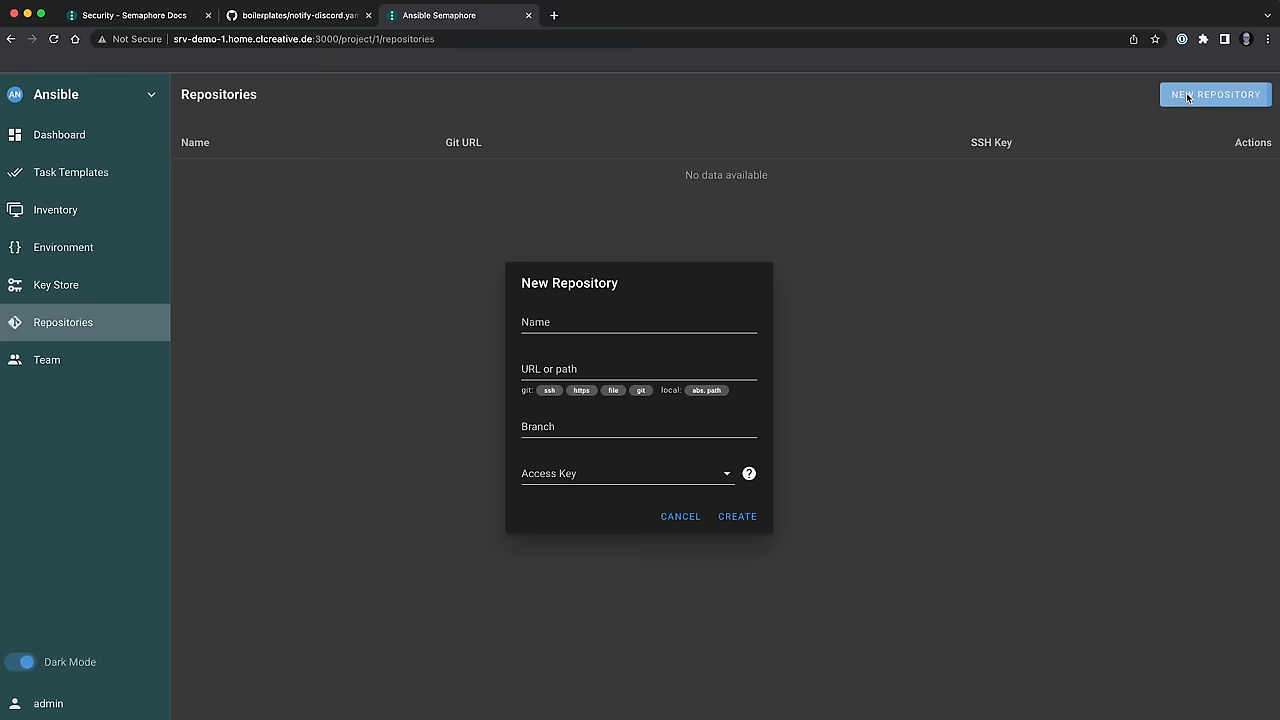 Security - Semaphore Docs
boilerplates/notify-discord.yan
Ansible Semaphore
Not Secure
srv-demo-1.home.clcreative.de:3000/project/1/repositories
AN
Ansible
Repositories
NEW REPOSITORY
Dashboard
Name
Git URL
SSH Key
Actions
Task Templates
No data available
Inventory
Environment
Key Store
Repositories
Team
New Repository
Name
URL or path
git: ssh https file git local: abs. path
Branch
Access Key
?
CANCEL CREATE
Dark Mode
admin